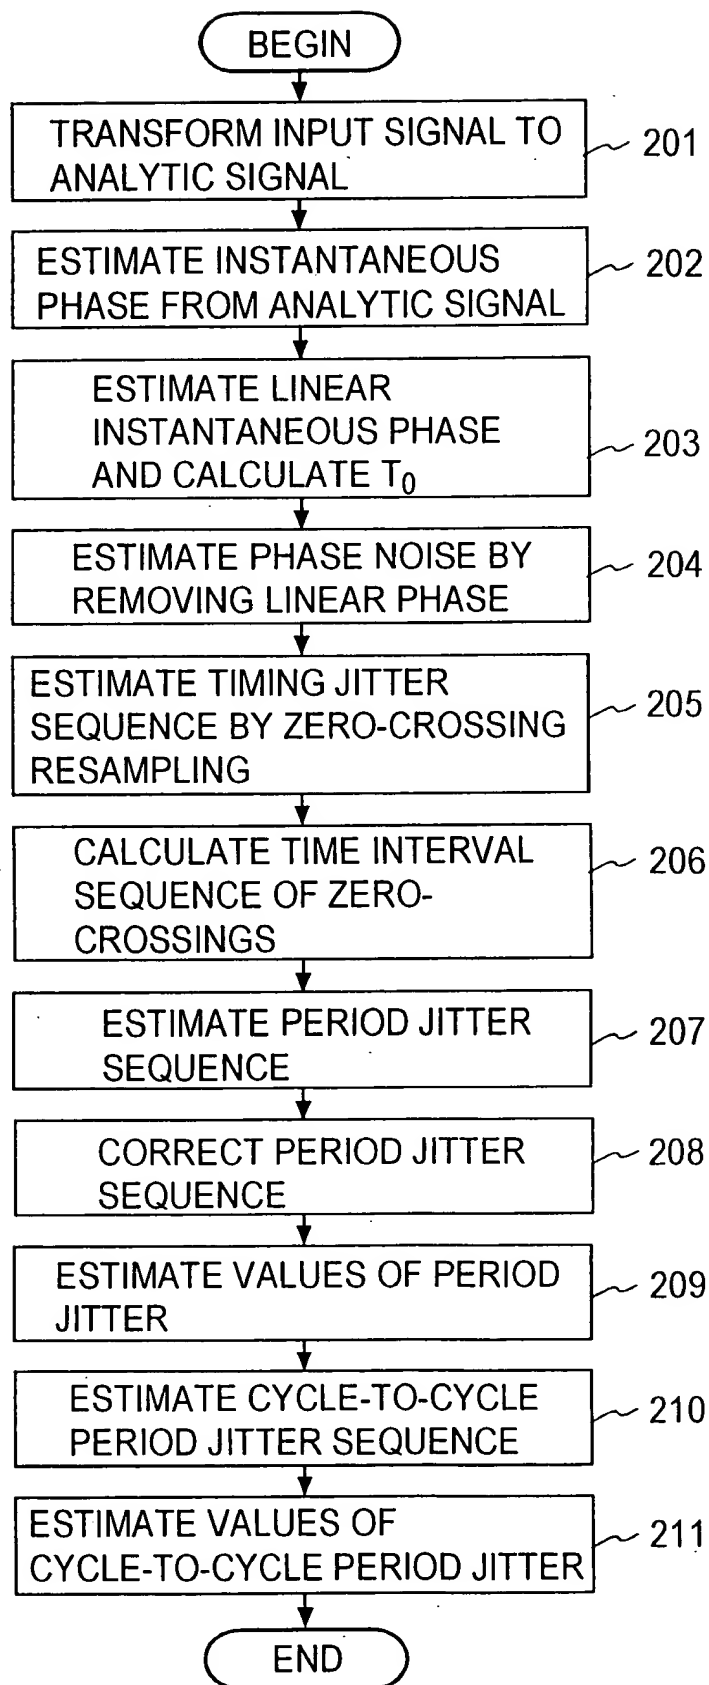 BEGIN
TRANSFORM INPUT SIGNAL TO
ANALYTIC SIGNAL
201
ESTIMATE INSTANTANEOUS
PHASE FROM ANALYTIC SIGNAL
202
ESTIMATE LINEAR
INSTANTANEOUS PHASE
AND CALCULATE T₀
203
ESTIMATE PHASE NOISE BY
REMOVING LINEAR PHASE
204
ESTIMATE TIMING JITTER
SEQUENCE BY ZERO-CROSSING
RESAMPLING
205
CALCULATE TIME INTERVAL
SEQUENCE OF ZERO-
CROSSINGS
206
ESTIMATE PERIOD JITTER
SEQUENCE
207
CORRECT PERIOD JITTER
SEQUENCE
208
ESTIMATE VALUES OF PERIOD
JITTER
209
ESTIMATE CYCLE-TO-CYCLE
PERIOD JITTER SEQUENCE
210
ESTIMATE VALUES OF
CYCLE-TO-CYCLE PERIOD JITTER
211
END